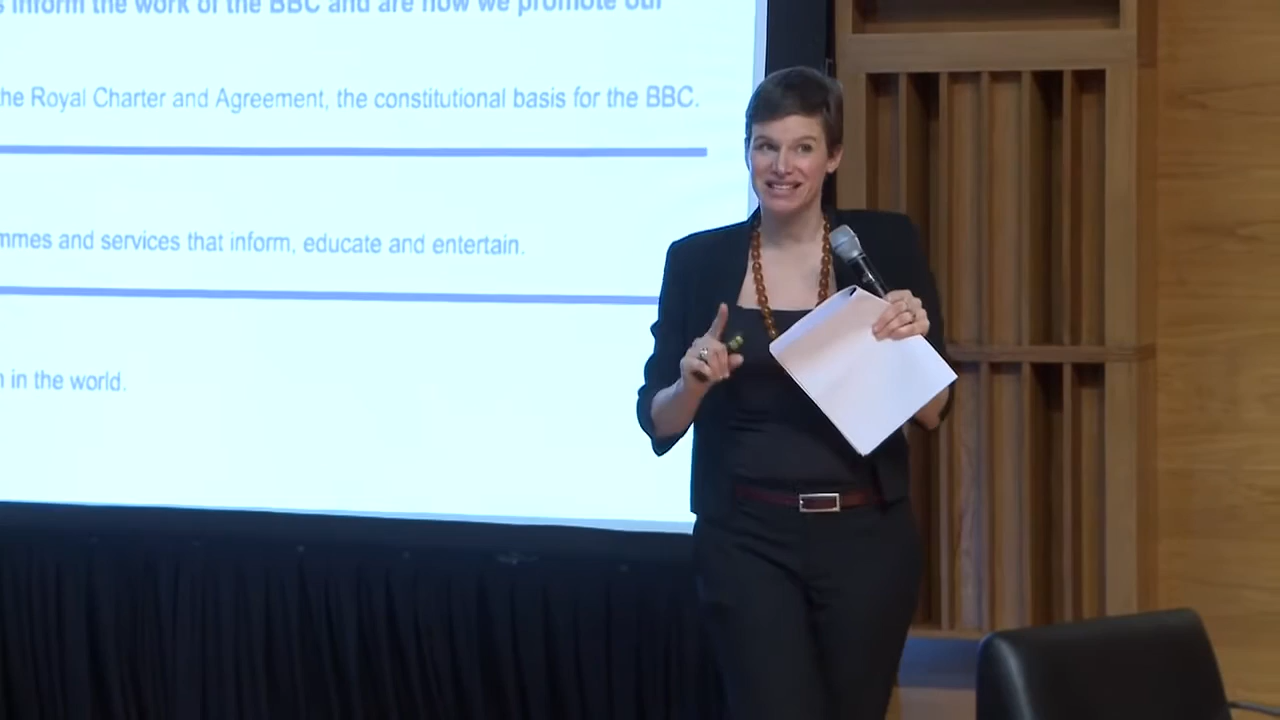 inform the work of the BBC and are how we promote our
the Royal Charter and Agreement, the constitutional basis for the BBC.
mmes and services that inform, educate and entertain.
in the world.